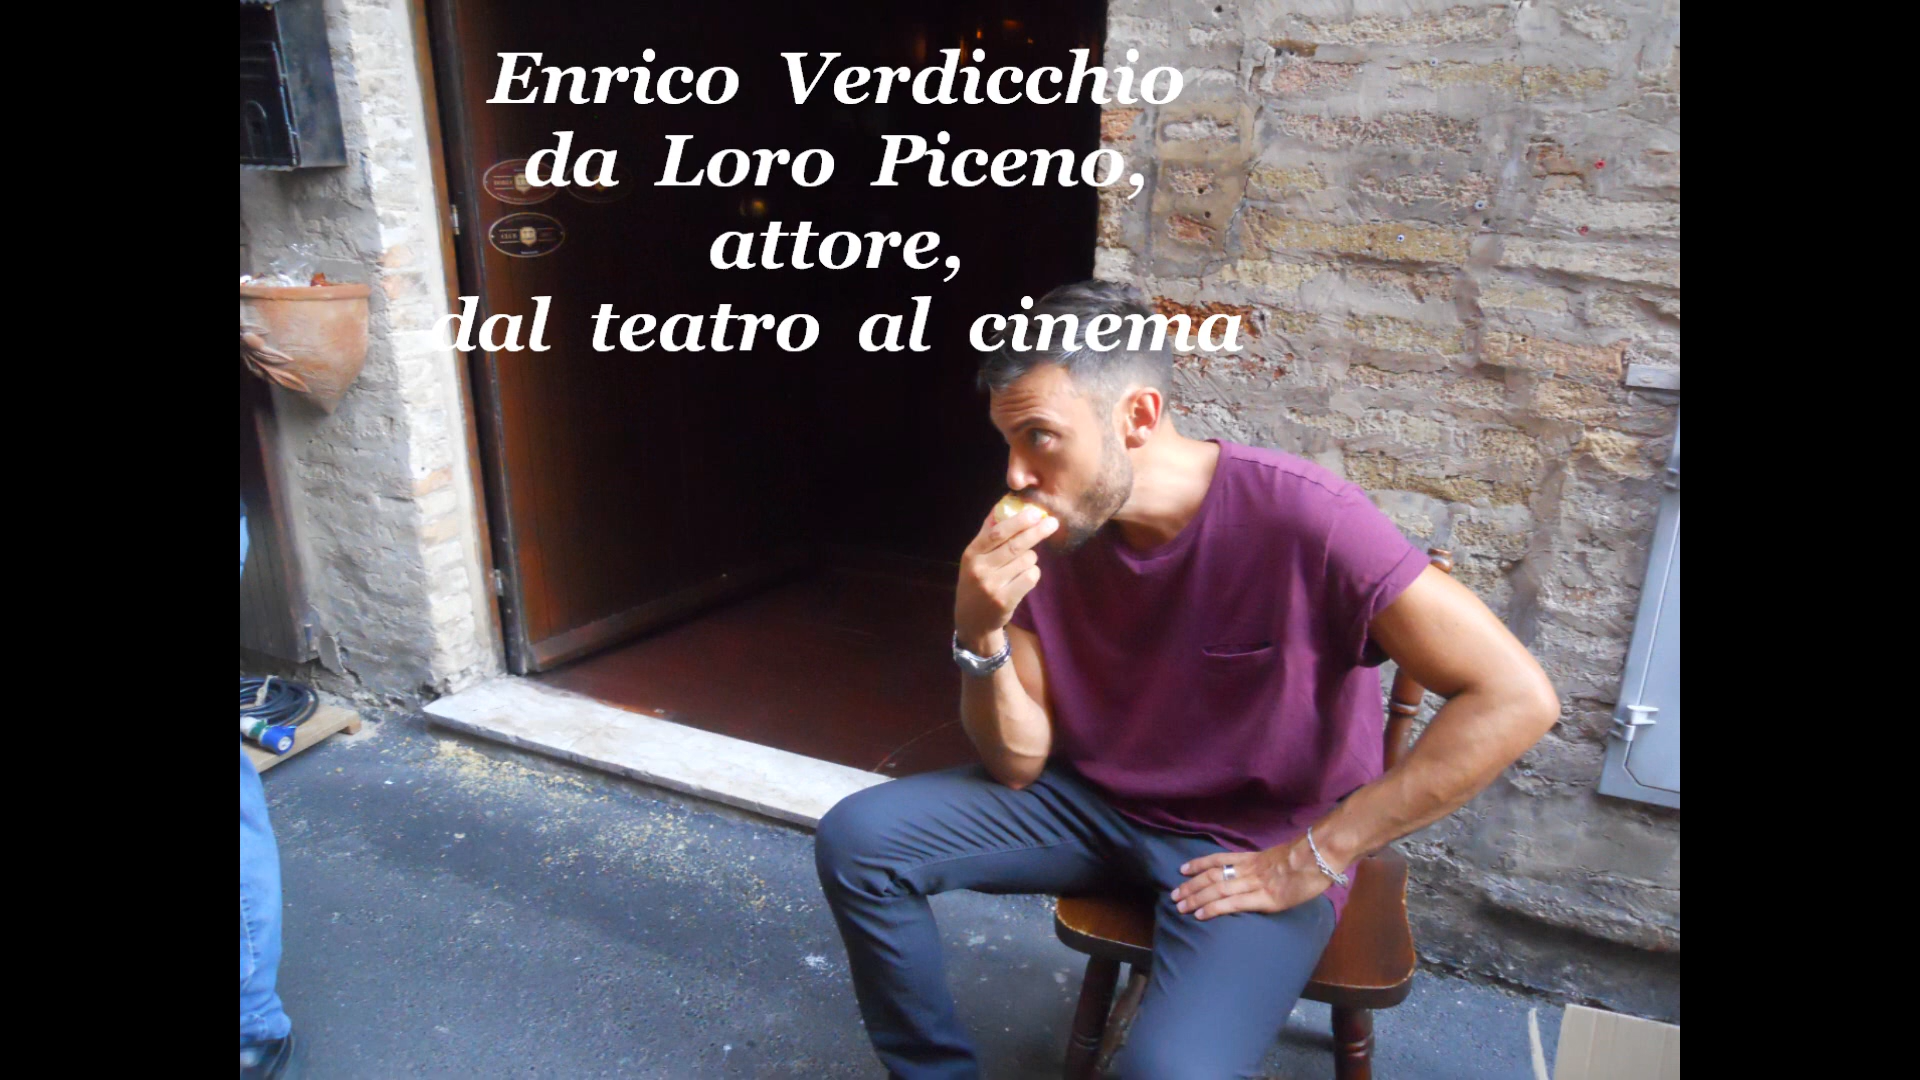 Enrico Verdicchio
da Loro Piceno,
attore,
dal teatro al cinema